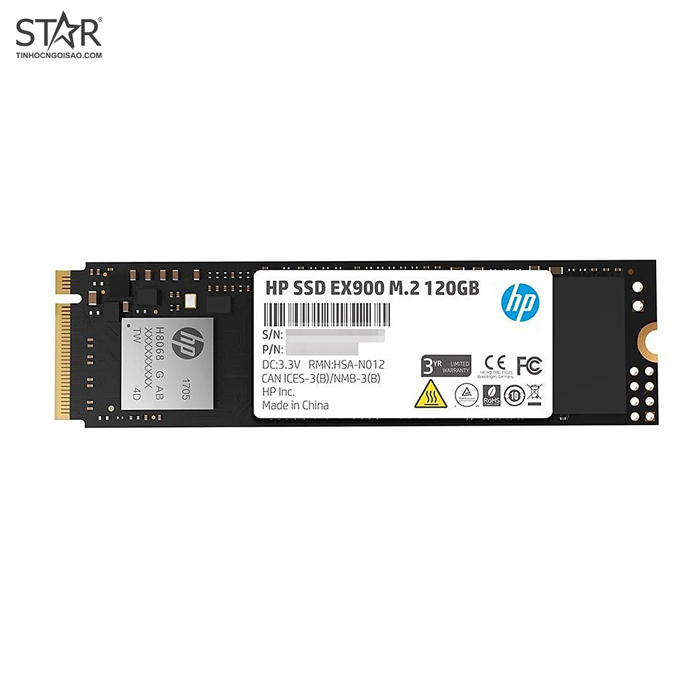 STAR®
TINHOCNGOISAO.COM
HP SSD EX900 M.2 120GB
hp
S/N:
P/N:
DC:3.3V RMN:HSA-N012
CAN ICES-3(B)/NMB-3(B)
HP Inc.
Made in China
3YR LIMITED WARRANTY
CE FC
RoHS
10
hp
H8068 G AB
XXXXXXXXX
TW 4D
1705